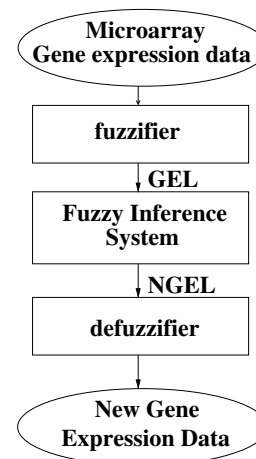 Microarray
Gene expression data
fuzzifier
GEL
Fuzzy Inference
System
NGEL
defuzzifier
New Gene
Expression Data